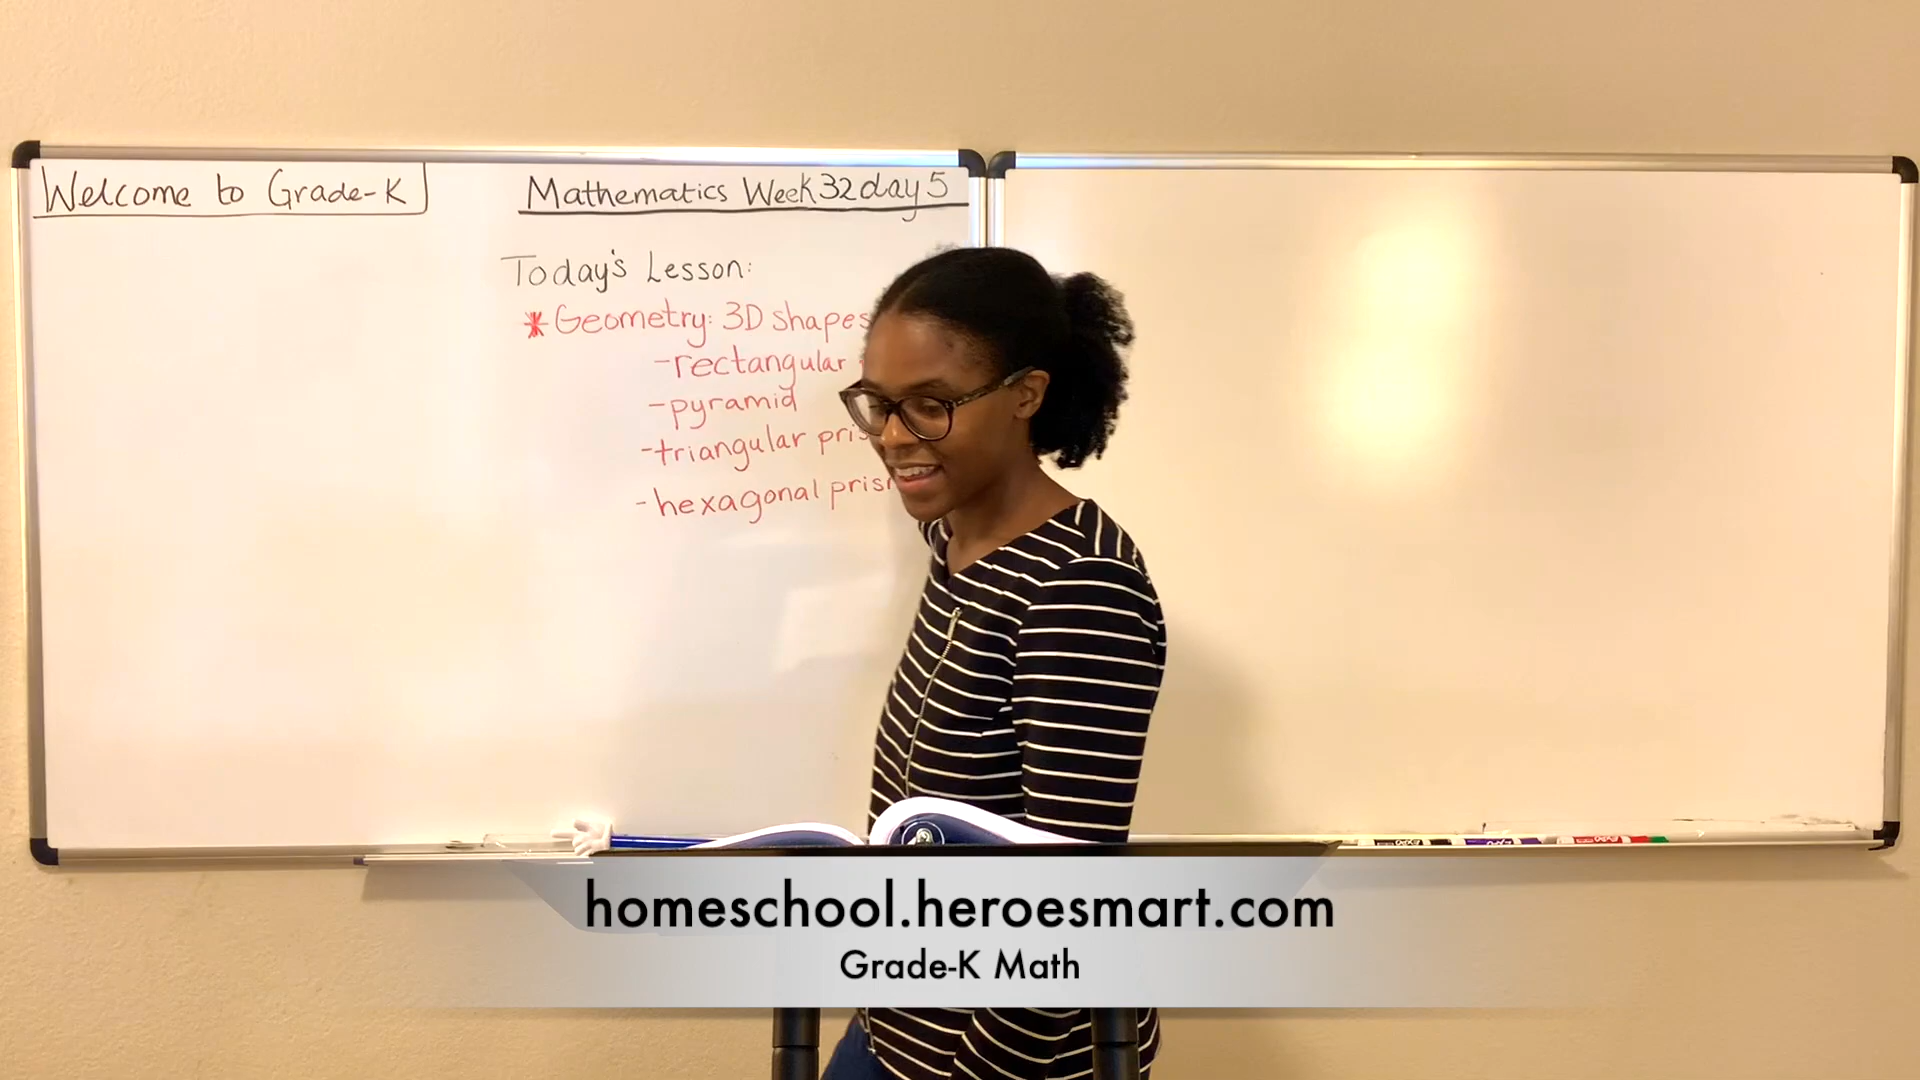 Welcome to Grade-K
Mathematics Week 32 day 5
Today's Lesson:
* Geometry: 3D shapes
-rectangular
-pyramid
-triangular
-hexagonal
homeschool.heroesmart.com
Grade-K Math